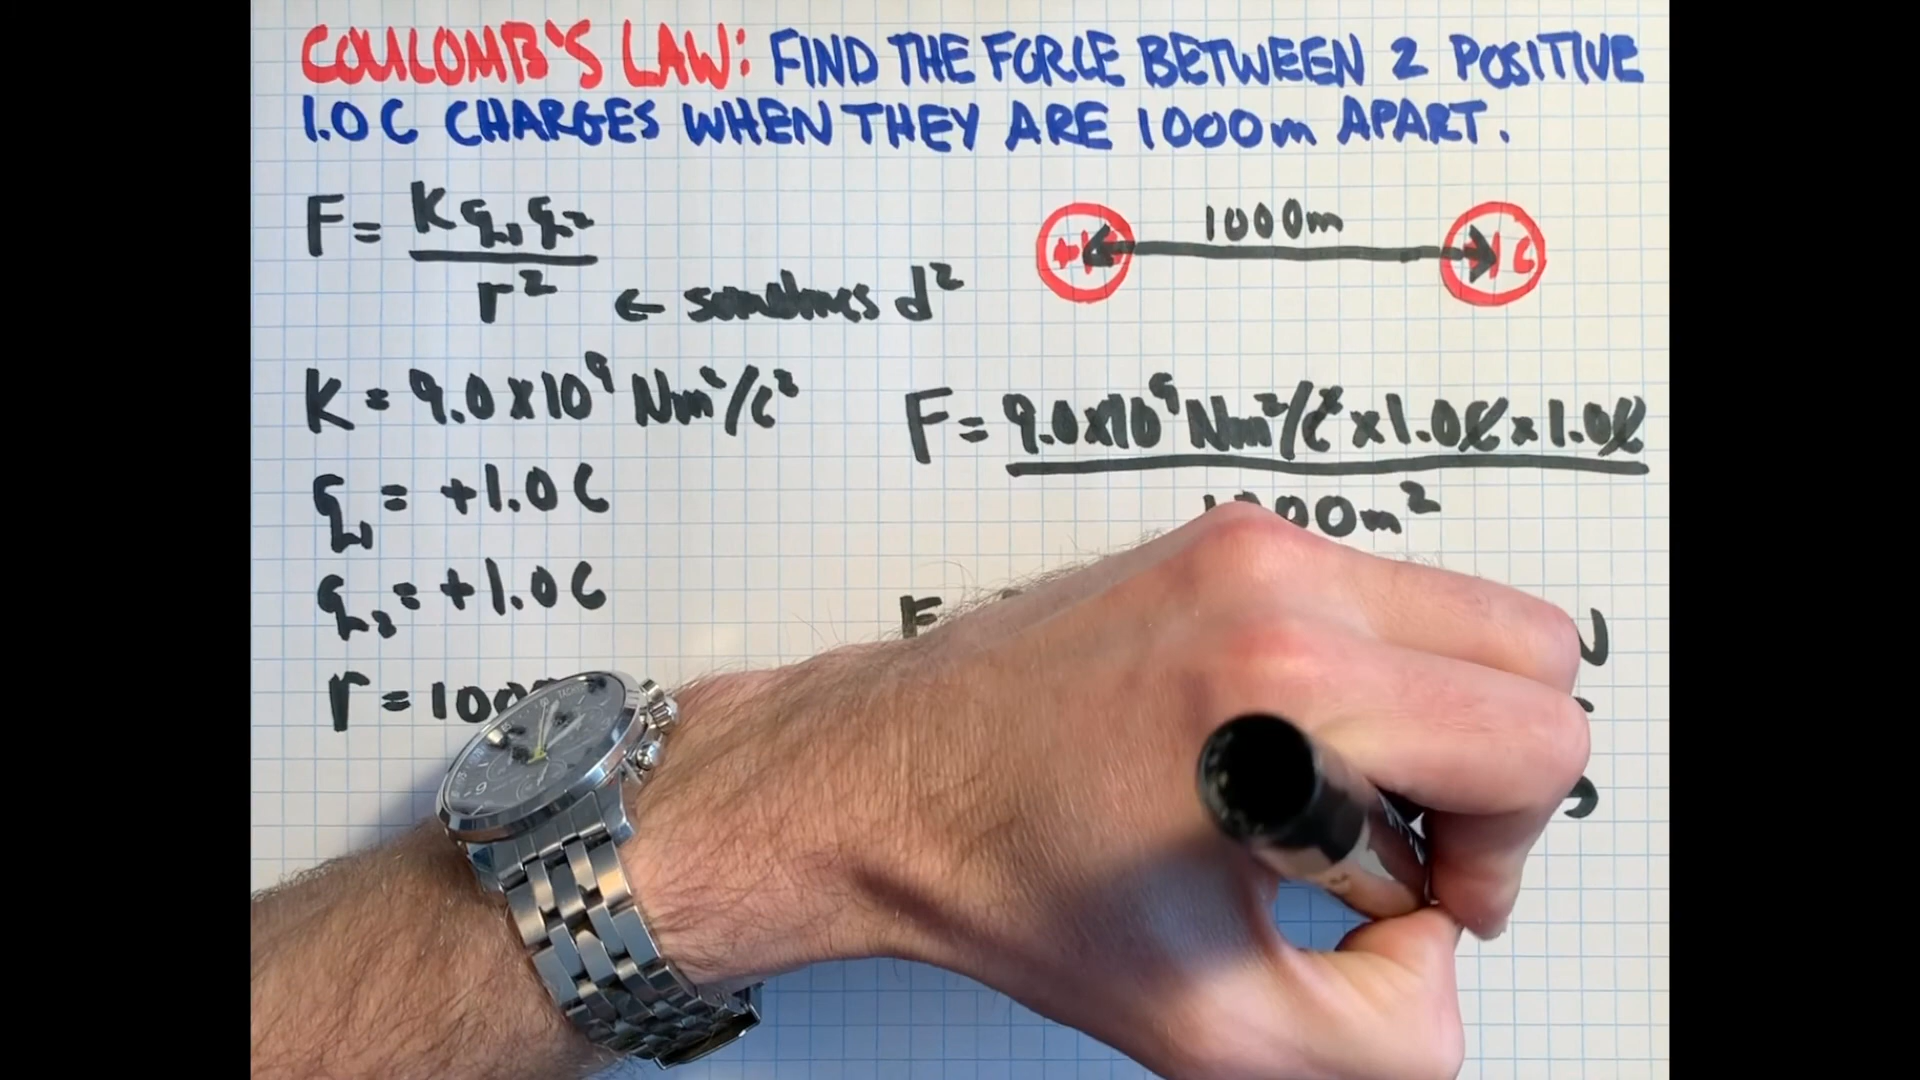 COULOMB'S LAW: FIND THE FORCE BETWEEN 2 POSITIVE
1.0 C CHARGES WHEN THEY ARE 1000m APART.
F = K q₁ q₂
r²
← sometimes d²
1000m
K = 9.0 x 10⁹ Nm²/C²
q₁ = +1.0 C
q₂ = +1.0 C
F = 9.0x10⁹ Nm²/C² x 1.0C x 1.0C
F